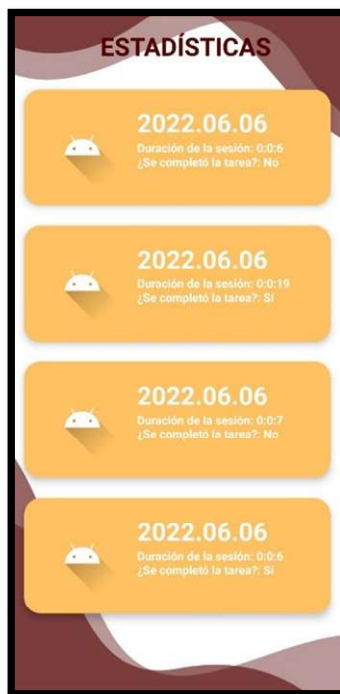 ESTADÍSTICAS
2022.06.06
Duración de la sesión: 0:0:6
¿Se completó la tarea?: No
2022.06.06
Duración de la sesión: 0:0:19
¿Se completó la tarea?: Sí
2022.06.06
Duración de la sesión: 0:0:7
¿Se completó la tarea?: No
2022.06.06
Duración de la sesión: 0:0:6
¿Se completó la tarea?: Sí